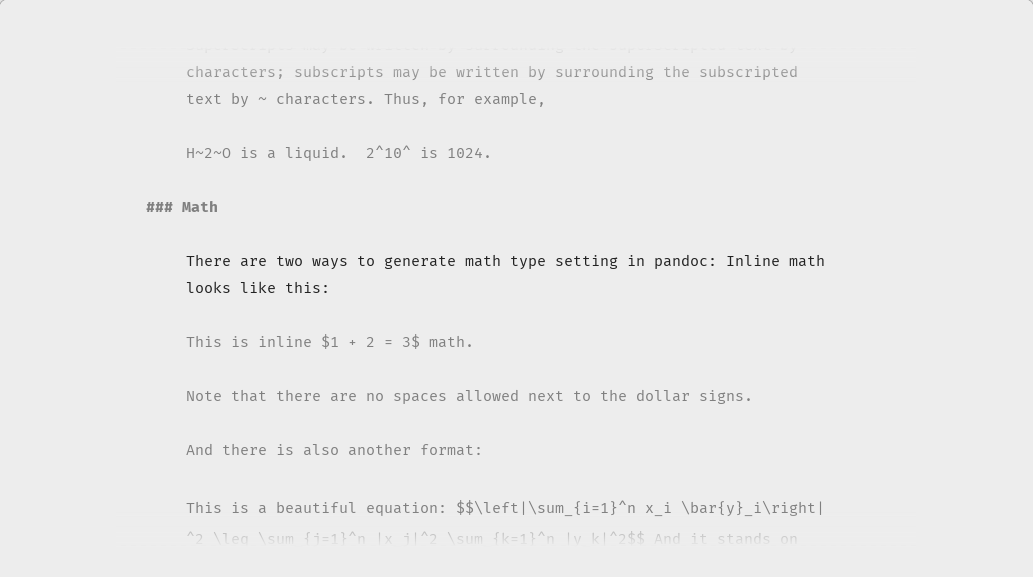 characters; subscripts may be written by surrounding the subscripted
text by ~ characters. Thus, for example,
H~2~O is a liquid.  2^10^ is 1024.
### Math
There are two ways to generate math type setting in pandoc: Inline math
looks like this:
This is inline $1 + 2 = 3$ math.
Note that there are no spaces allowed next to the dollar signs.
And there is also another format:
This is a beautiful equation: $$\left|\sum_{i=1}^n x_i \bar{y}_i\right|
^2 \leq \sum_{j=1}^n |x_j|^2 \sum_{k=1}^n |y_k|^2$$ And it stands on